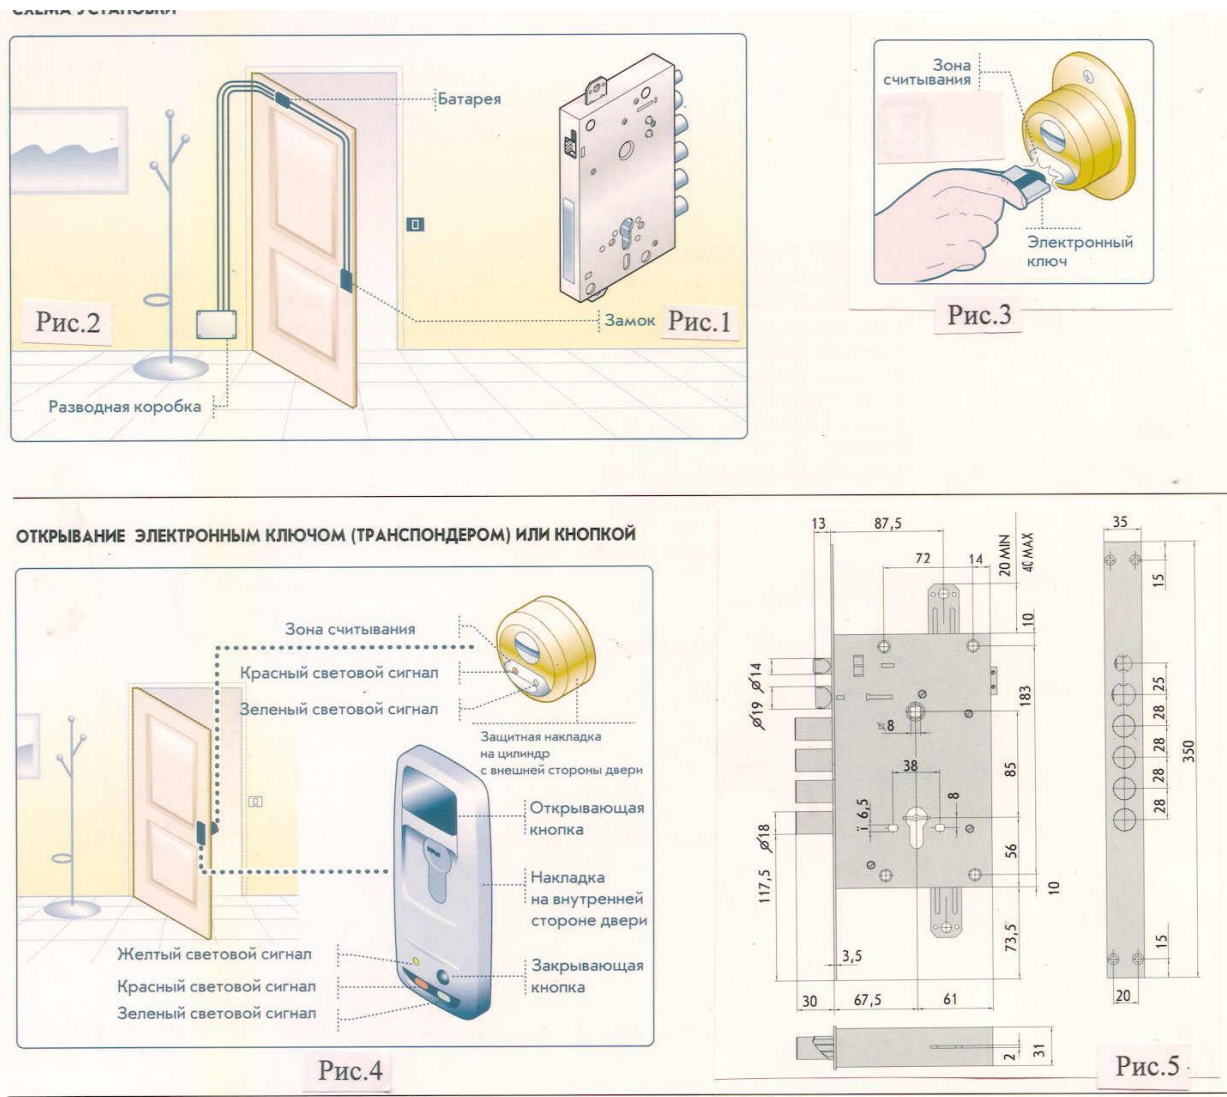 СХЕМА УСТАНОВКИ
Батарея
Замок
Рис.1
Рис.2
Разводная коробка
Зона
считывания
Электронный
ключ
Рис.3
ОТКРЫВАНИЕ ЭЛЕКТРОННЫМ КЛЮЧОМ (ТРАНСПОНДЕРОМ) ИЛИ КНОПКОЙ
Зона считывания
Красный световой сигнал
Зеленый световой сигнал
Защитная накладка
на цилиндр
с внешней стороны двери
Открывающая
кнопка
Накладка
на внутренней
стороне двери
Желтый световой сигнал
Красный световой сигнал
Зеленый световой сигнал
Закрывающая
кнопка
Рис.4
13
87,5
72
14
20 MIN
40 MAX
10
183
Ø14
Ø19
8
38
8
85
ï 6,5
Ø18
56
117,5
10
73,5
3,5
30
67,5
61
2
31
35
15
25
28
28
28
28
350
15
20
Рис.5